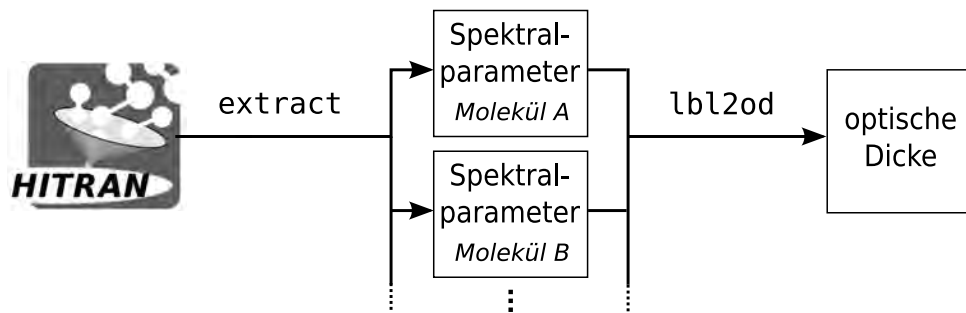 HITRAN
extract
Spektral-
parameter
Molekül A
Spektral-
parameter
Molekül B
lbl2od
optische
Dicke